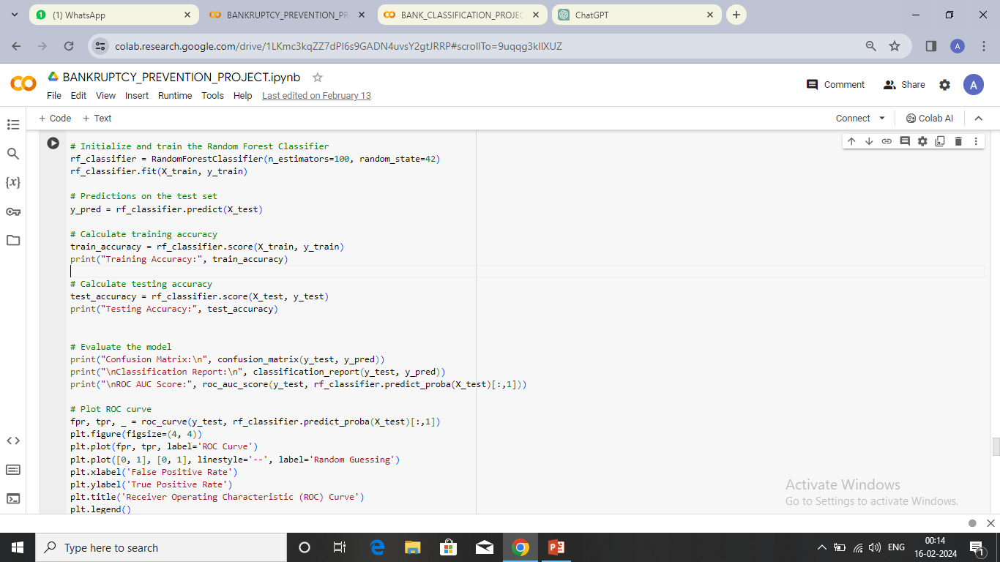 (1) WhatsApp
BANKRUPTCY_PREVENTION_PR
BANK_CLASSIFICATION_PROJEC
ChatGPT
colab.research.google.com/drive/1LKmc3kqZZ7dPl6s9GADN4uvsY2gtJRRP#scrollTo=9uqqg3kIlXUZ
A
BANKRUPTCY_PREVENTION_PROJECT.ipynb
Comment
Share
A
File Edit View Insert Runtime Tools Help Last edited on February 13
+ Code + Text
Connect
Colab AI
# Initialize and train the Random Forest Classifier
rf_classifier = RandomForestClassifier(n_estimators=100, random_state=42)
rf_classifier.fit(X_train, y_train)
# Predictions on the test set
y_pred = rf_classifier.predict(X_test)
# Calculate training accuracy
train_accuracy = rf_classifier.score(X_train, y_train)
print("Training Accuracy:", train_accuracy)
# Calculate testing accuracy
test_accuracy = rf_classifier.score(X_test, y_test)
print("Testing Accuracy:", test_accuracy)
# Evaluate the model
print("Confusion Matrix:\n", confusion_matrix(y_test, y_pred))
print("\nClassification Report:\n", classification_report(y_test, y_pred))
print("\nROC AUC Score:", roc_auc_score(y_test, rf_classifier.predict_proba(X_test)[:,1]))
# Plot ROC curve
fpr, tpr, _ = roc_curve(y_test, rf_classifier.predict_proba(X_test)[:,1])
plt.figure(figsize=(4, 4))
plt.plot(fpr, tpr, label='ROC Curve')
plt.plot([0, 1], [0, 1], linestyle='--', label='Random Guessing')
plt.xlabel('False Positive Rate')
plt.ylabel('True Positive Rate')
plt.title('Receiver Operating Characteristic (ROC) Curve')
plt.legend()
Activate Windows
Go to Settings to activate Windows.
Type here to search
ENG
00:14
16-02-2024
1